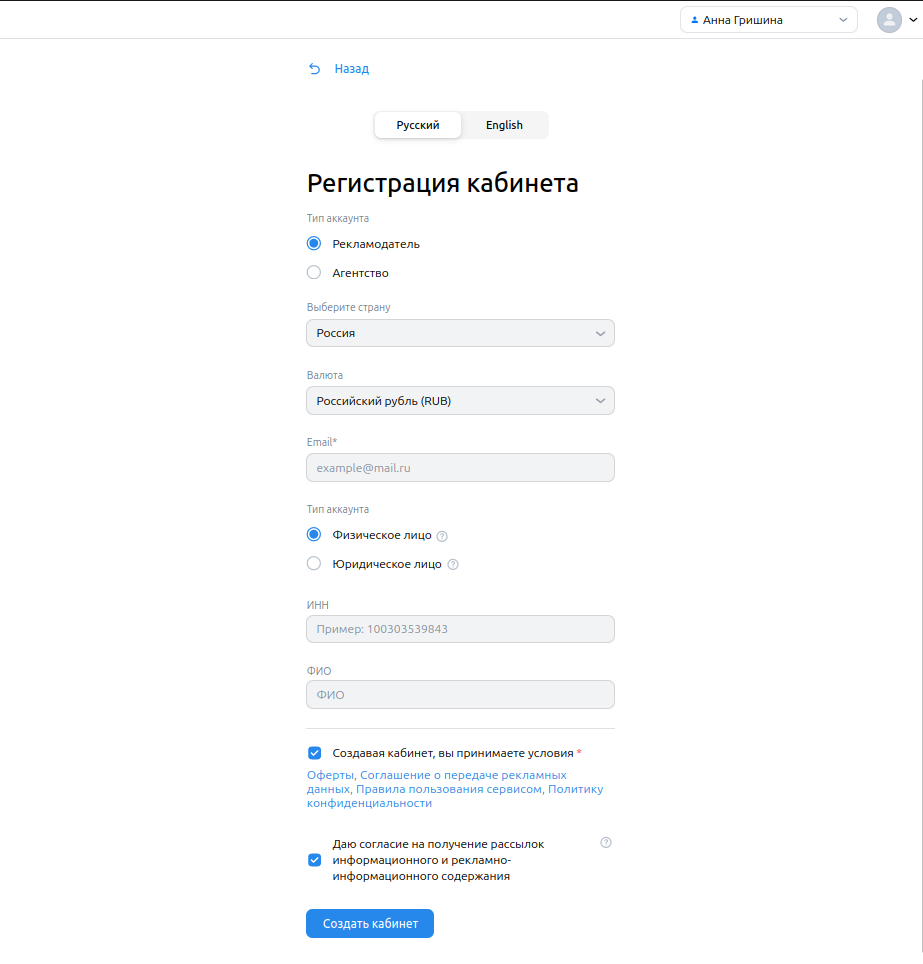 Анна Гришина
Назад
Русский English
Регистрация кабинета
Тип аккаунта
Рекламодатель
Агентство
Выберите страну
Россия
Валюта
Российский рубль (RUB)
Email*
example@mail.ru
Тип аккаунта
Физическое лицо ?
Юридическое лицо ?
ИНН
Пример: 100303539843
ФИО
ФИО
Создавая кабинет, вы принимаете условия *
Оферты, Соглашение о передаче рекламных
данных, Правила пользования сервисом, Политику
конфиденциальности
Даю согласие на получение рассылок ?
информационного и рекламно-
информационного содержания
Создать кабинет